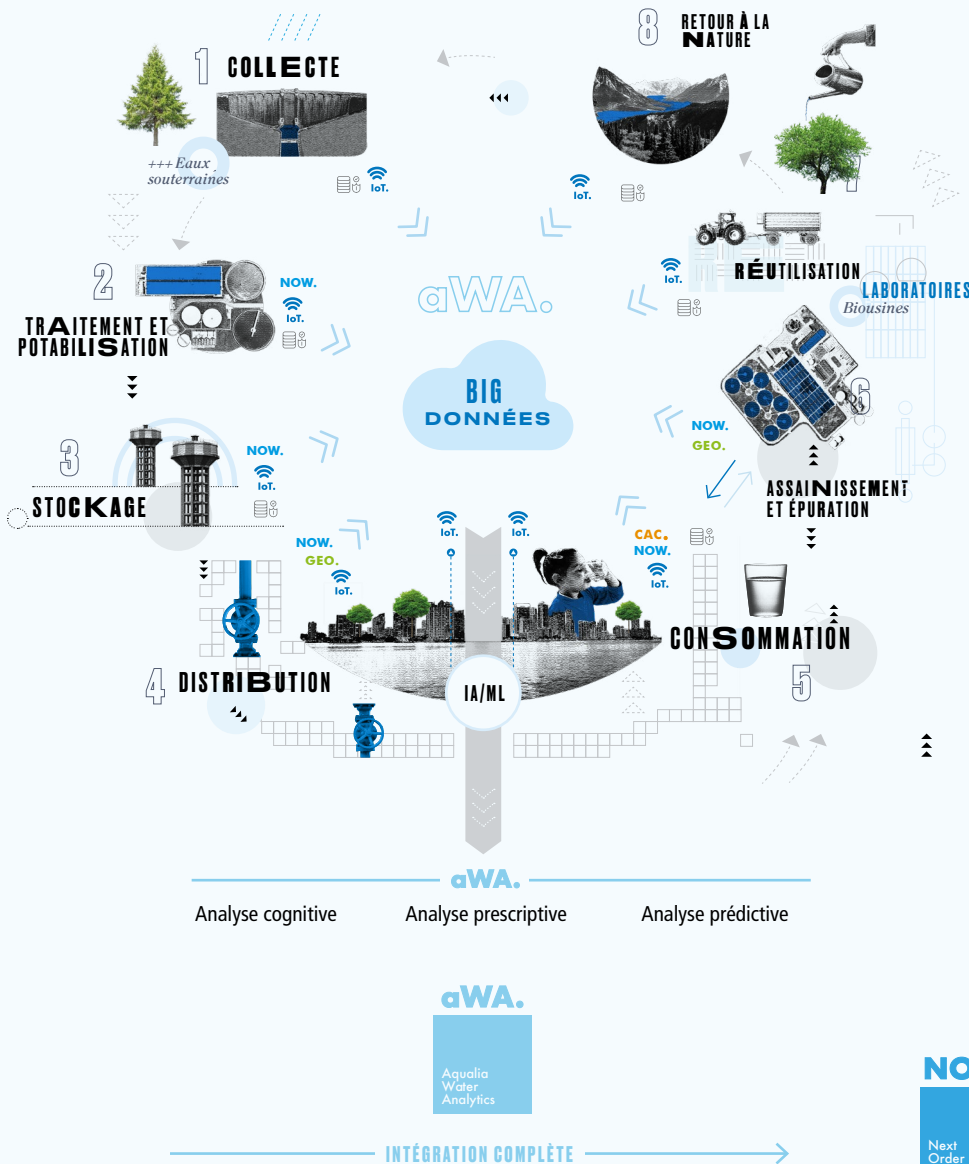 1 COLLECTE
+++ Eaux
souterraines
IoT.
8 RETOUR À LA
NATURE
IoT.
7
RÉUTILISATION
IoT.
LABORATOIRES
Biousines
2
TRAITEMENT ET
POTABILISATION
NOW.
IoT.
aWA.
BIG
DONNÉES
6
NOW.
GEO.
ASSAINISSEMENT
ET ÉPURATION
3
STOCKAGE
NOW.
IoT.
NOW.
GEO.
IoT.
IoT.
IoT.
CAC.
NOW.
IoT.
4 DISTRIBUTION
IA/ML
CONSOMMATION
5
aWA.
Analyse cognitive
Analyse prescriptive
Analyse prédictive
aWA.
Aqualia
Water
Analytics
NO
Next
Order
INTÉGRATION COMPLÈTE